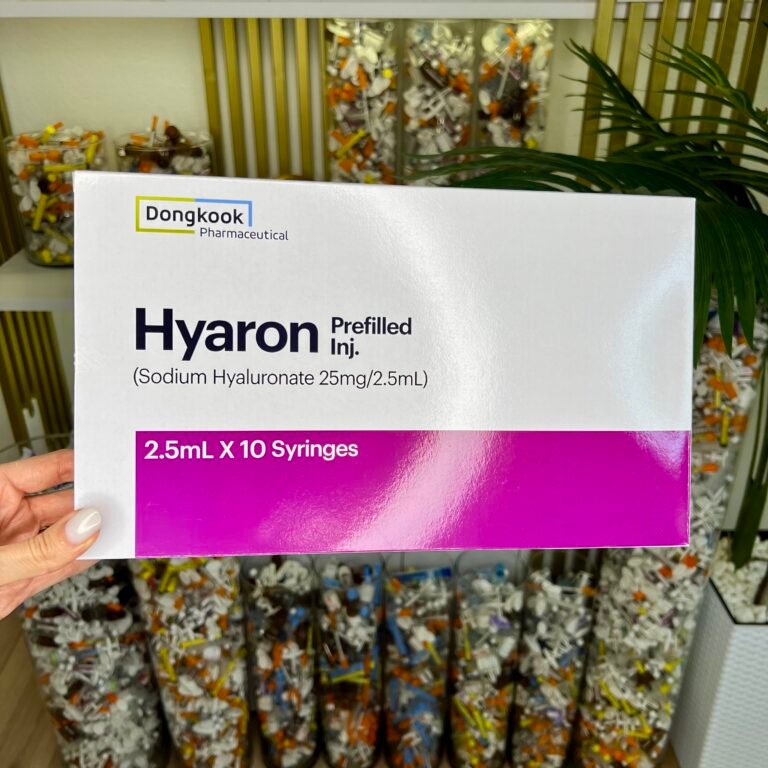 Dongkook
Pharmaceutical
Hyaron Prefilled
Inj.
(Sodium Hyaluronate 25mg/2.5mL)
2.5mL X 10 Syringes